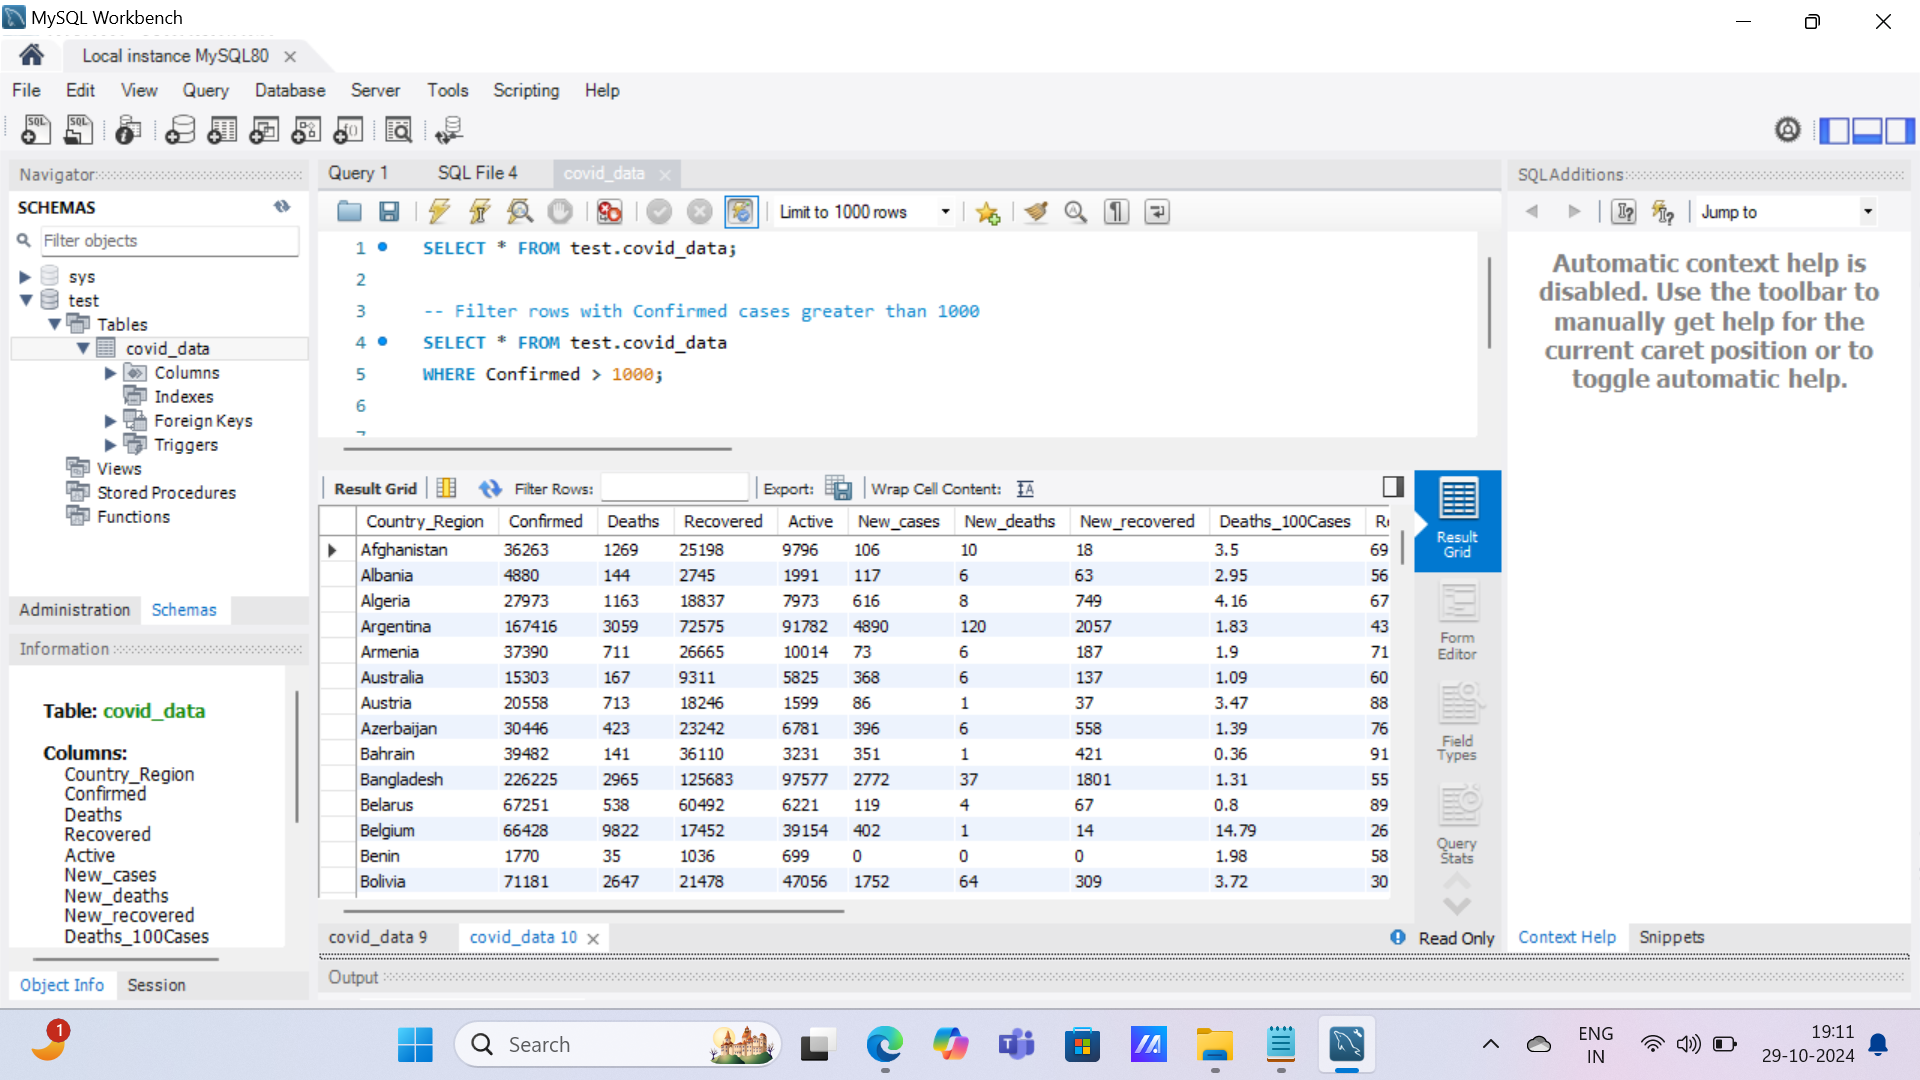 MySQL Workbench
Local instance MySQL80
File Edit View Query Database Server Tools Scripting Help
Navigator
SCHEMAS
Filter objects
sys
test
Tables
covid_data
Columns
Indexes
Foreign Keys
Triggers
Views
Stored Procedures
Functions
Administration Schemas
Information
Table: covid_data
Columns:
Country_Region
Confirmed
Deaths
Recovered
Active
New_cases
New_deaths
New_recovered
Deaths_100Cases
Object Info Session
Query 1 SQL File 4 covid_data
Limit to 1000 rows
1 SELECT * FROM test.covid_data;
2
3 -- Filter rows with Confirmed cases greater than 1000
4 SELECT * FROM test.covid_data
5 WHERE Confirmed > 1000;
6
Result Grid Filter Rows: Export: Wrap Cell Content:
Country_Region Confirmed Deaths Recovered Active New_cases New_deaths New_recovered Deaths_100Cases
Afghanistan 36263 1269 25198 9796 106 10 18 3.5 69
Albania 4880 144 2745 1991 117 6 63 2.95 56
Algeria 27973 1163 18837 7973 616 8 749 4.16 67
Argentina 167416 3059 72575 91782 4890 120 2057 1.83 43
Armenia 37390 711 26665 10014 73 6 187 1.9 71
Australia 15303 167 9311 5825 368 6 137 1.09 60
Austria 20558 713 18246 1599 86 1 37 3.47 88
Azerbaijan 30446 423 23242 6781 396 6 558 1.39 76
Bahrain 39482 141 36110 3231 351 1 421 0.36 91
Bangladesh 226225 2965 125683 97577 2772 37 1801 1.31 55
Belarus 67251 538 60492 6221 119 4 67 0.8 89
Belgium 66428 9822 17452 39154 402 1 14 14.79 26
Benin 1770 35 1036 699 0 0 0 1.98 58
Bolivia 71181 2647 21478 47056 1752 64 309 3.72 30
Result
Grid
Form
Editor
Field
Types
Query
Stats
covid_data 9 covid_data 10
Read Only
Output
SQLAdditions
Jump to
Automatic context help is
disabled. Use the toolbar to
manually get help for the
current caret position or to
toggle automatic help.
Context Help Snippets
1
Search
ENG
IN
19:11
29-10-2024